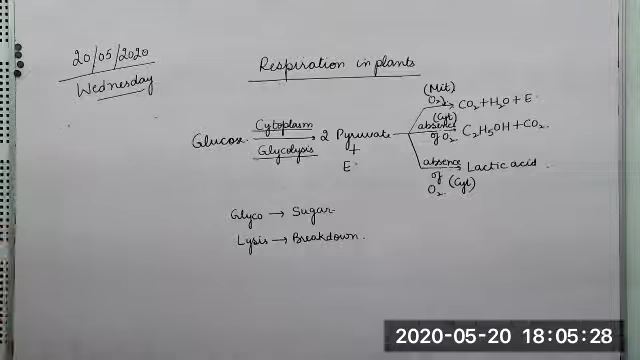 20/05/2020
Wednesday
Respiration in plants
Glucose Cytoplasm Glycolysis 2 Pyruvate + E
(Mit) O2 CO2 + H2O + E
(Cyt) absence of O2 C2H5OH + CO2
absence of O2 (Cyt) Lactic acid
Glyco → Sugar
Lysis → Breakdown.
2020-05-20 18:05:28